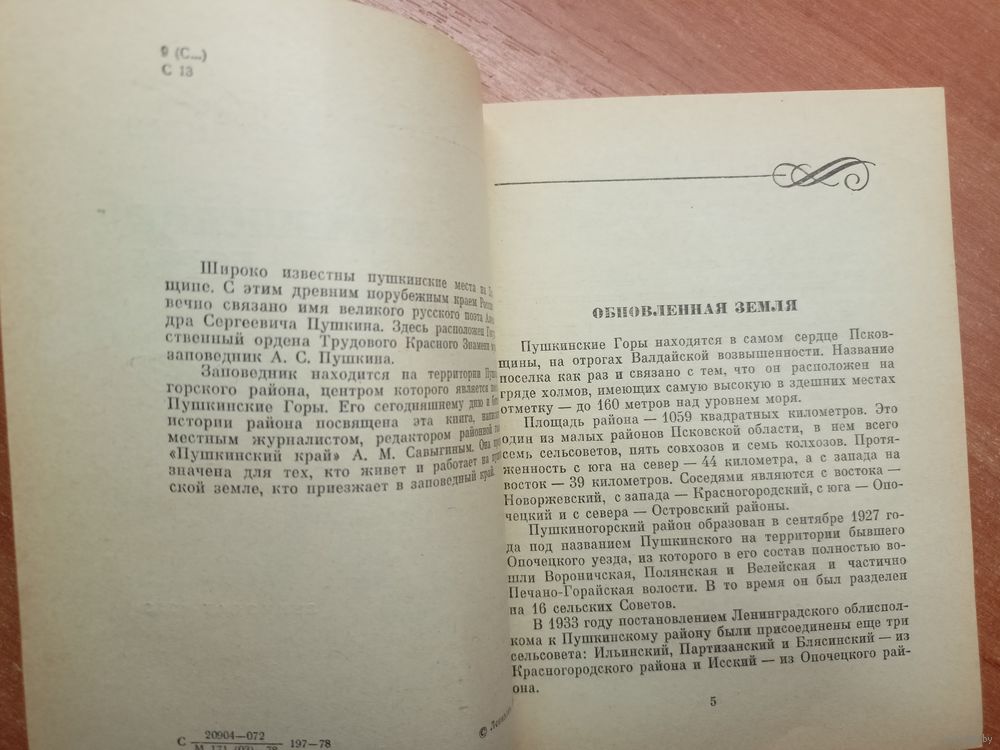 9 (С...)
С 13
Широко известны пушкинские места на
щине. С этим древним порубежным краем
вечно связано имя великого русского поэта
дра Сергеевича Пушкина. Здесь расположен
ственный ордена Трудового Красного Знамени
заповедник А. С. Пушкина.
Заповедник находится на территории
горского района, центром которого является
Пушкинские Горы. Его сегодняшнему дню и
истории района посвящена эта книга,
местным журналистом, редактором районной
«Пушкинский край» А. М. Савыгиным. Она
значена для тех, кто живет и работает на
ской земле, кто приезжает в заповедный край.
С 20904—072 197—78
©
ОБНОВЛЕННАЯ ЗЕМЛЯ
Пушкинские Горы находятся в самом сердце Псков-
щины, на отрогах Валдайской возвышенности. Название
поселка как раз и связано с тем, что он расположен на
гряде холмов, имеющих самую высокую в здешних местах
отметку — до 160 метров над уровнем моря.
Площадь района — 1059 квадратных километров. Это
один из малых районов Псковской области, в нем всего
семь сельсоветов, пять совхозов и семь колхозов. Протя-
женность с юга на север — 44 километра, а с запада на
восток — 39 километров. Соседями являются с востока —
Новоржевский, с запада — Красногородский, с юга — Опо-
чецкий и с севера — Островский районы.
Пушкиногорский район образован в сентябре 1927 го-
да под названием Пушкинского на территории бывшего
Опочецкого уезда, из которого в его состав полностью во-
шли Вороничская, Полянская и Велейская и частично
Печано-Горайская волости. В то время он был разделен
на 16 сельских Советов.
В 1933 году постановлением Ленинградского облиспол-
кома к Пушкинскому району были присоединены еще три
сельсовета: Ильинский, Партизанский и Блясинский — из
Красногородского района и Исский — из Опочецкого рай-
она.
5